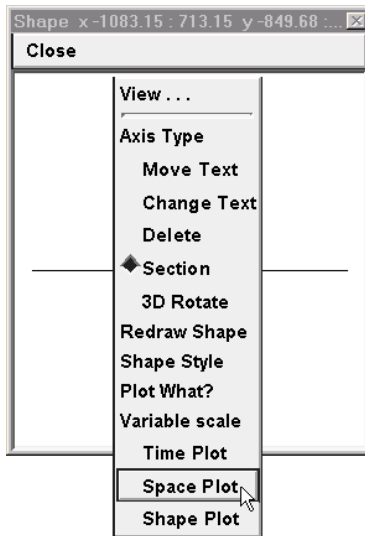 Shape x -1083.15 : 713.15 y -849.68 :...
Close
View . . .
Axis Type
Move Text
Change Text
Delete
Section
3D Rotate
Redraw Shape
Shape Style
Plot What?
Variable scale
Time Plot
Space Plot
Shape Plot